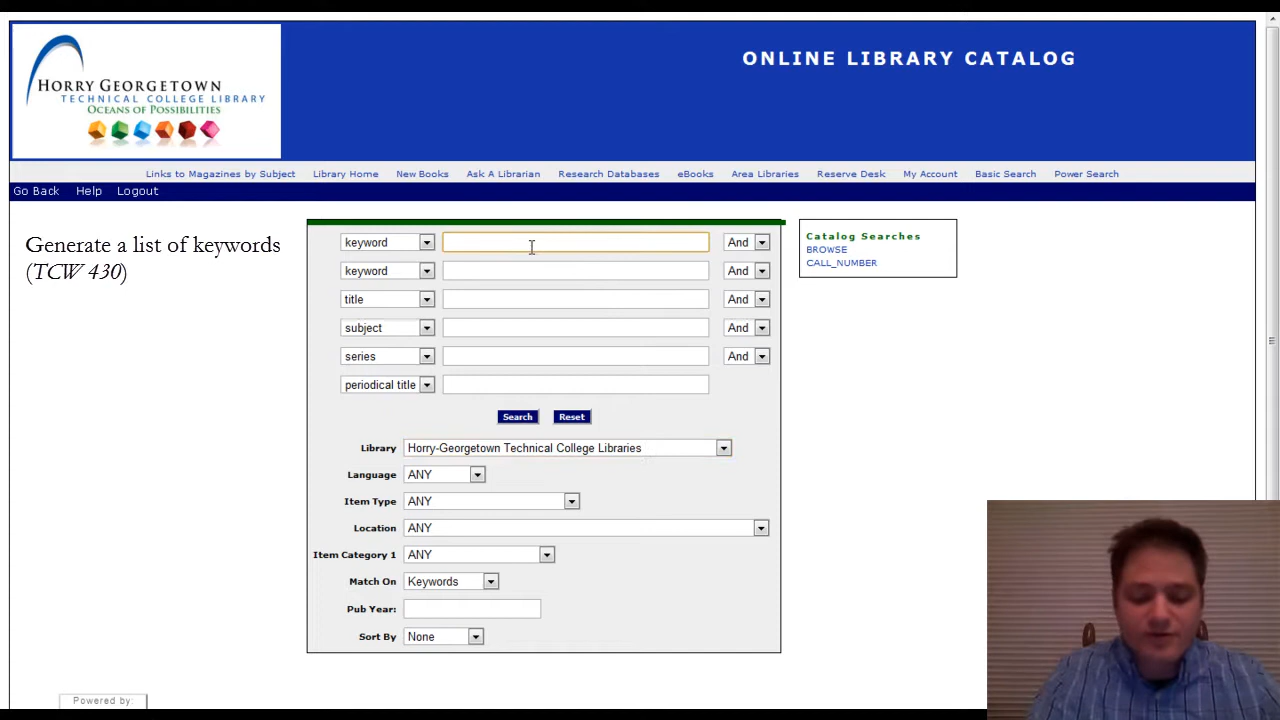 HORRY GEORGETOWN
TECHNICAL COLLEGE LIBRARY
OCEANS OF POSSIBILITIES
ONLINE LIBRARY CATALOG
Links to Magazines by Subject Library Home New Books Ask A Librarian Research Databases eBooks Area Libraries Reserve Desk My Account Basic Search Power Search
Go Back Help Logout
Generate a list of keywords
(TCW 430)
keyword And
keyword And
title And
subject And
series And
periodical title
Search Reset
Library Horry-Georgetown Technical College Libraries
Language ANY
Item Type ANY
Location ANY
Item Category 1 ANY
Match On Keywords
Pub Year:
Sort By None
Catalog Searches
BROWSE
CALL_NUMBER
Powered by: